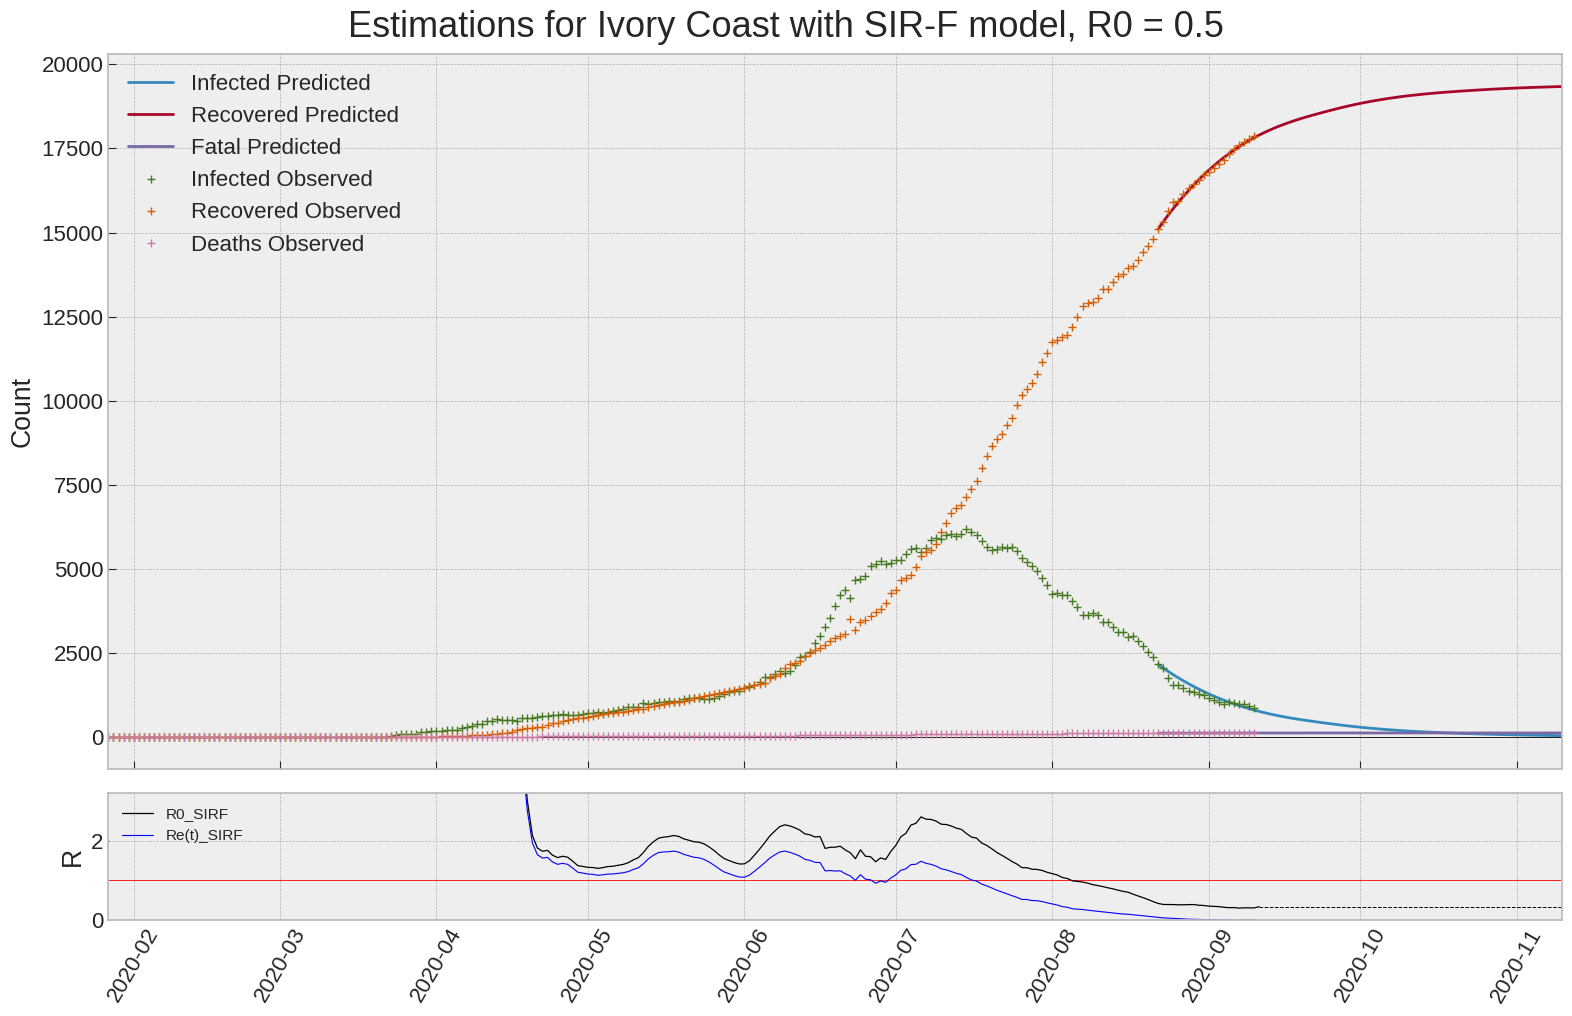 Estimations for Ivory Coast with SIR-F model, R0 = 0.5
20000
17500
15000
12500
10000
7500
5000
2500
0
Count
Infected Predicted
Recovered Predicted
Fatal Predicted
Infected Observed
Recovered Observed
Deaths Observed
2
0
R
R0_SIRF
Re(t)_SIRF
2020-02
2020-03
2020-04
2020-05
2020-06
2020-07
2020-08
2020-09
2020-10
2020-11